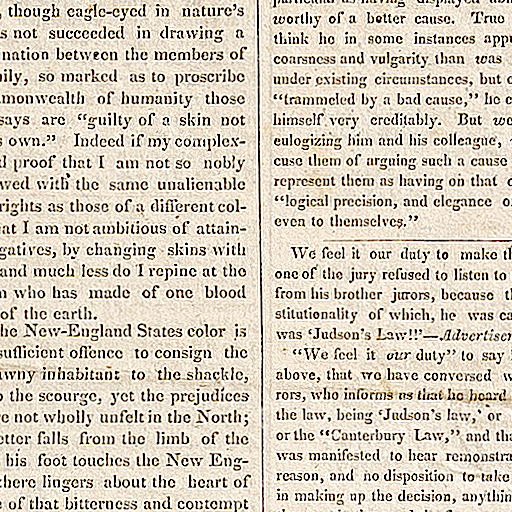 , though eagle-eyed in nature's
s not succeeded in drawing a
nation between the members of
ily, so marked as to proscribe
monwealth of humanity those
says are "guilty of a skin not
s own." Indeed if my complex-
d proof that I am not so nobly
wed with the same unalienable
rights as those of a different col-
at I am not ambitious of attain-
gatives, by changing skins with
and much less do I repine at the
n who has made of one blood
of the earth.
he New-England States color is
sufficient offence to consign the
awny inhabitant to the shackle,
o the scourge, yet the prejudices
re not wholly unfelt in the North;
etter falls from the limb of the
his foot touches the New Eng-
there lingers about the heart of
e of that bitterness and contempt
worthy of a better cause. True
think he in some instances appr
coarsness and vulgarity than was
under existing circumstances, but
"trammeled by a bad cause," he
himself very creditably. But we
eulogizing him and his colleague,
cuse them of arguing such a cause
represent them as having on that
"logical precision, and elegance o
even to themselves."
We feel it our duty to make th
one of the jury refused to listen to
from his brother jurors, because t
stitutionality of which, he was ca
was 'Judson's Law!!'—Advertiser
"We feel it our duty" to say
above, that we have conversed w
rors, who informs us that he heard
the law, being 'Judson's law,' or
or the "Canterbury Law," and tha
was manifested to hear remonstra
reason, and no disposition to take
in making up the decision, anythin